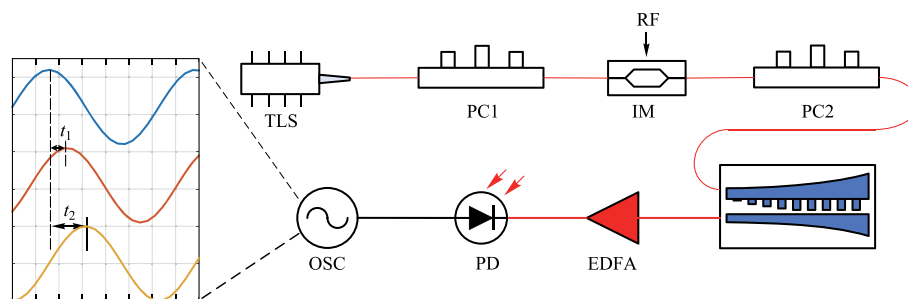 RF
TLS
PC1
IM
PC2
t1
t2
OSC
PD
EDFA